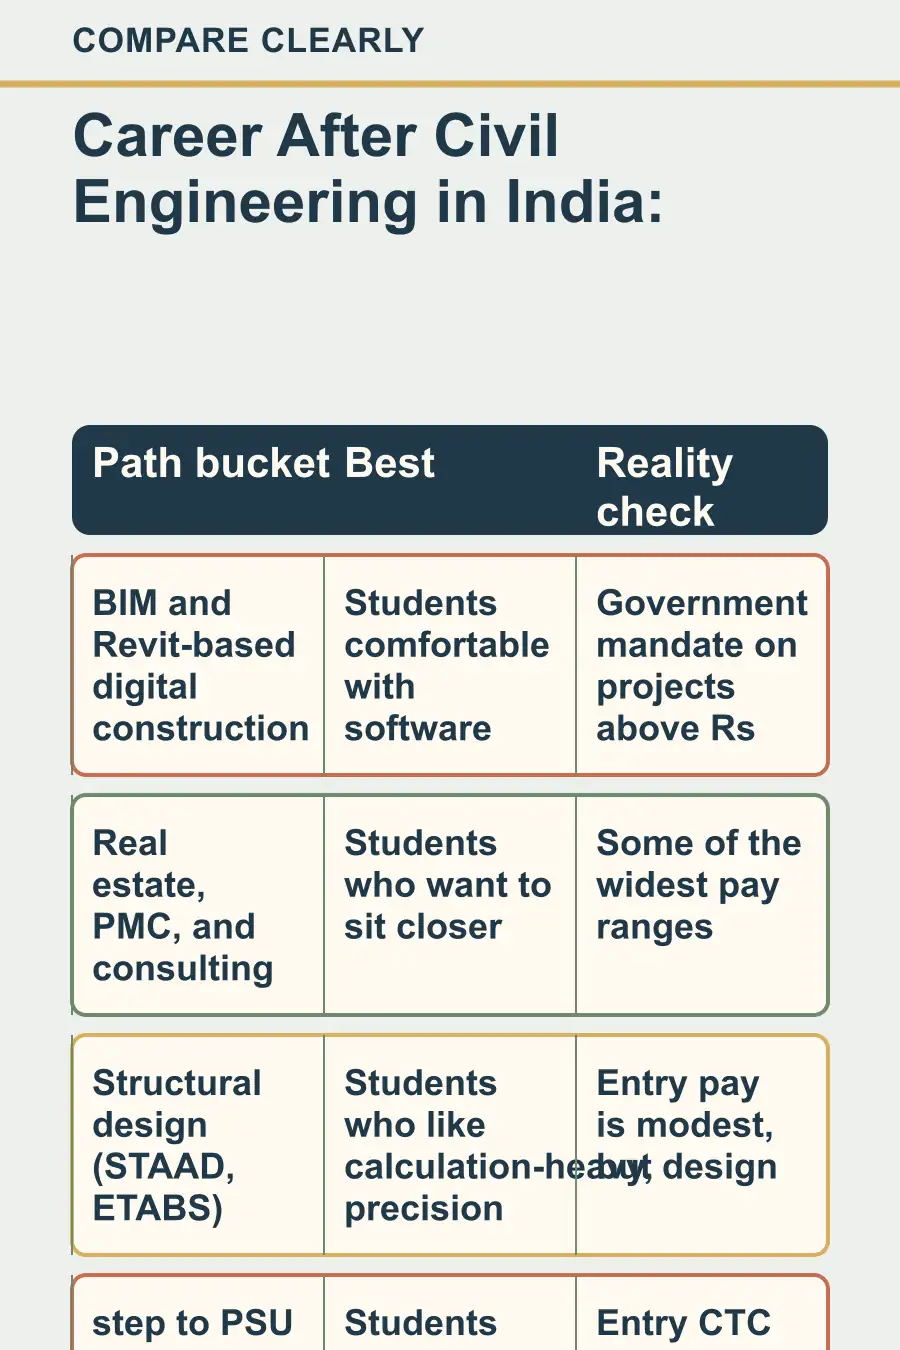 COMPARE CLEARLY
Career After Civil
Engineering in India:
Path bucket
Best
Reality
check
BIM and
Revit-based
digital
construction
Students
comfortable
with
software
Government
mandate on
projects
above Rs
Real
estate,
PMC, and
consulting
Students
who want to
sit closer
Some of the
widest pay
ranges
Structural
design
(STAAD,
ETABS)
Students
who like
calculation-heavy,
precision
Entry pay
is modest,
but design
step to PSU
Students
Entry CTC